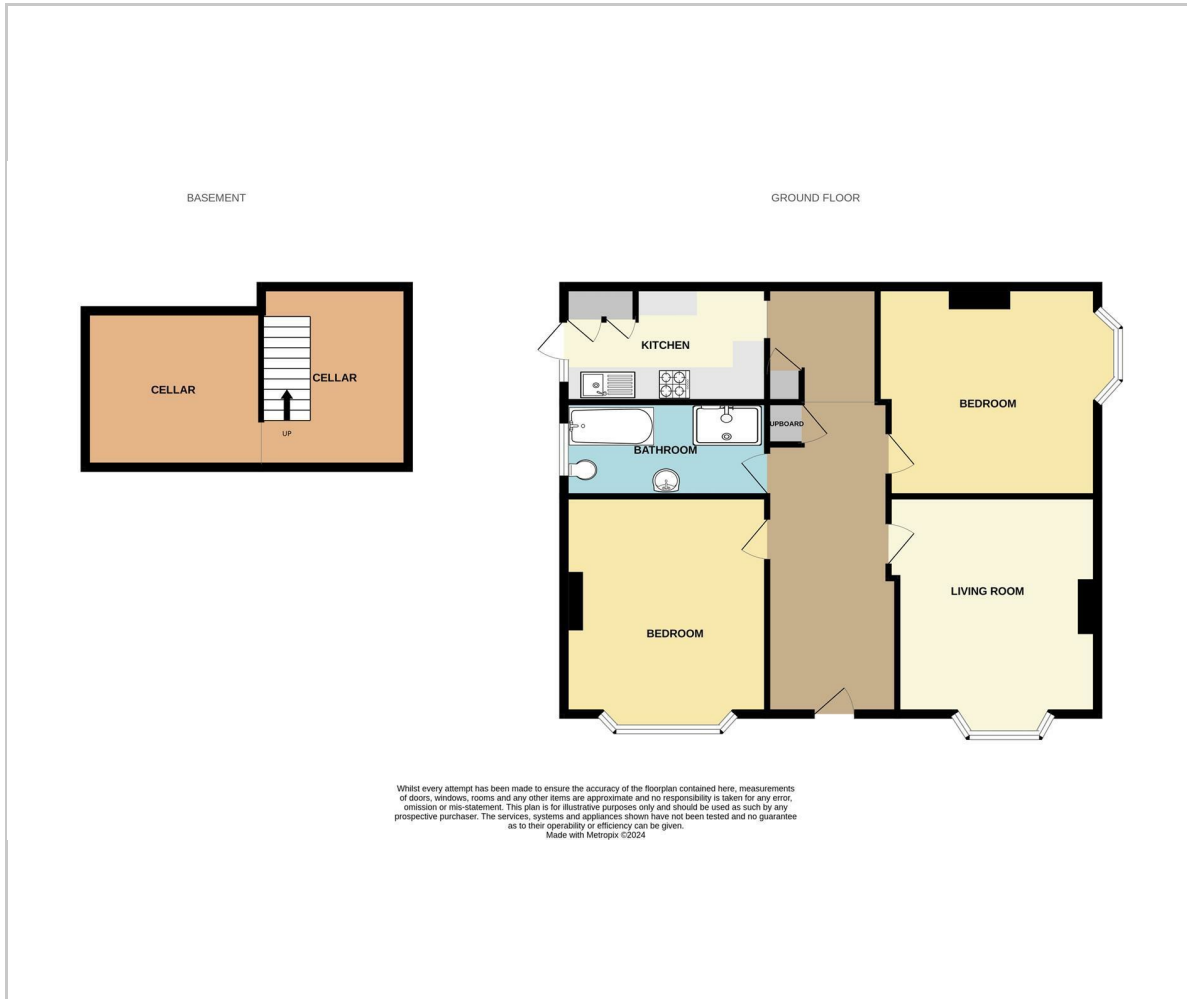 BASEMENT
GROUND FLOOR
CELLAR
CELLAR
UP
KITCHEN
UPBOARD
BATHROOM
BEDROOM
BEDROOM
LIVING ROOM
Whilst every attempt has been made to ensure the accuracy of the floorplan contained here, measurements
of doors, windows, rooms and any other items are approximate and no responsibility is taken for any error,
omission or mis-statement. This plan is for illustrative purposes only and should be used as such by any
prospective purchaser. The services, systems and appliances shown have not been tested and no guarantee
as to their operability or efficiency can be given.
Made with Metropix ©2024